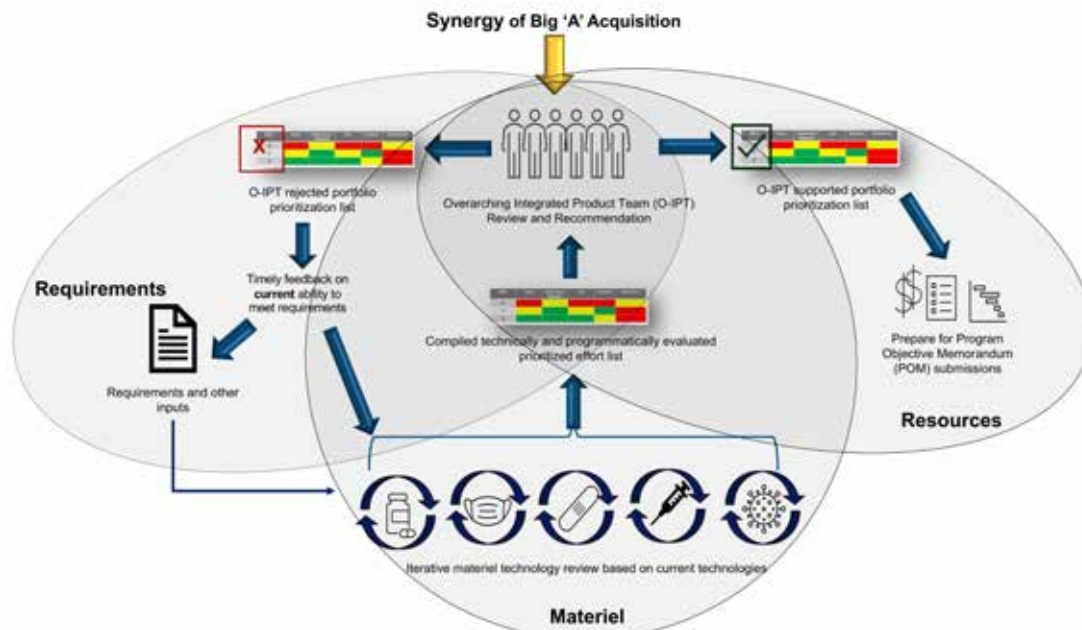 Synergy of Big ‘A’ Acquisition
X
O-IPT rejected portfolio
prioritization list
Overarching Integrated Product Team (O-IPT)
Review and Recommendation
O-IPT supported portfolio
prioritization list
Requirements
Timely feedback on
current ability to
meet requirements
Compiled technically and programmatically evaluated
prioritized effort list
Prepare for Program
Objective Memorandum
(POM) submissions
Requirements and other
inputs
Resources
Iterative materiel technology review based on current technologies
Materiel